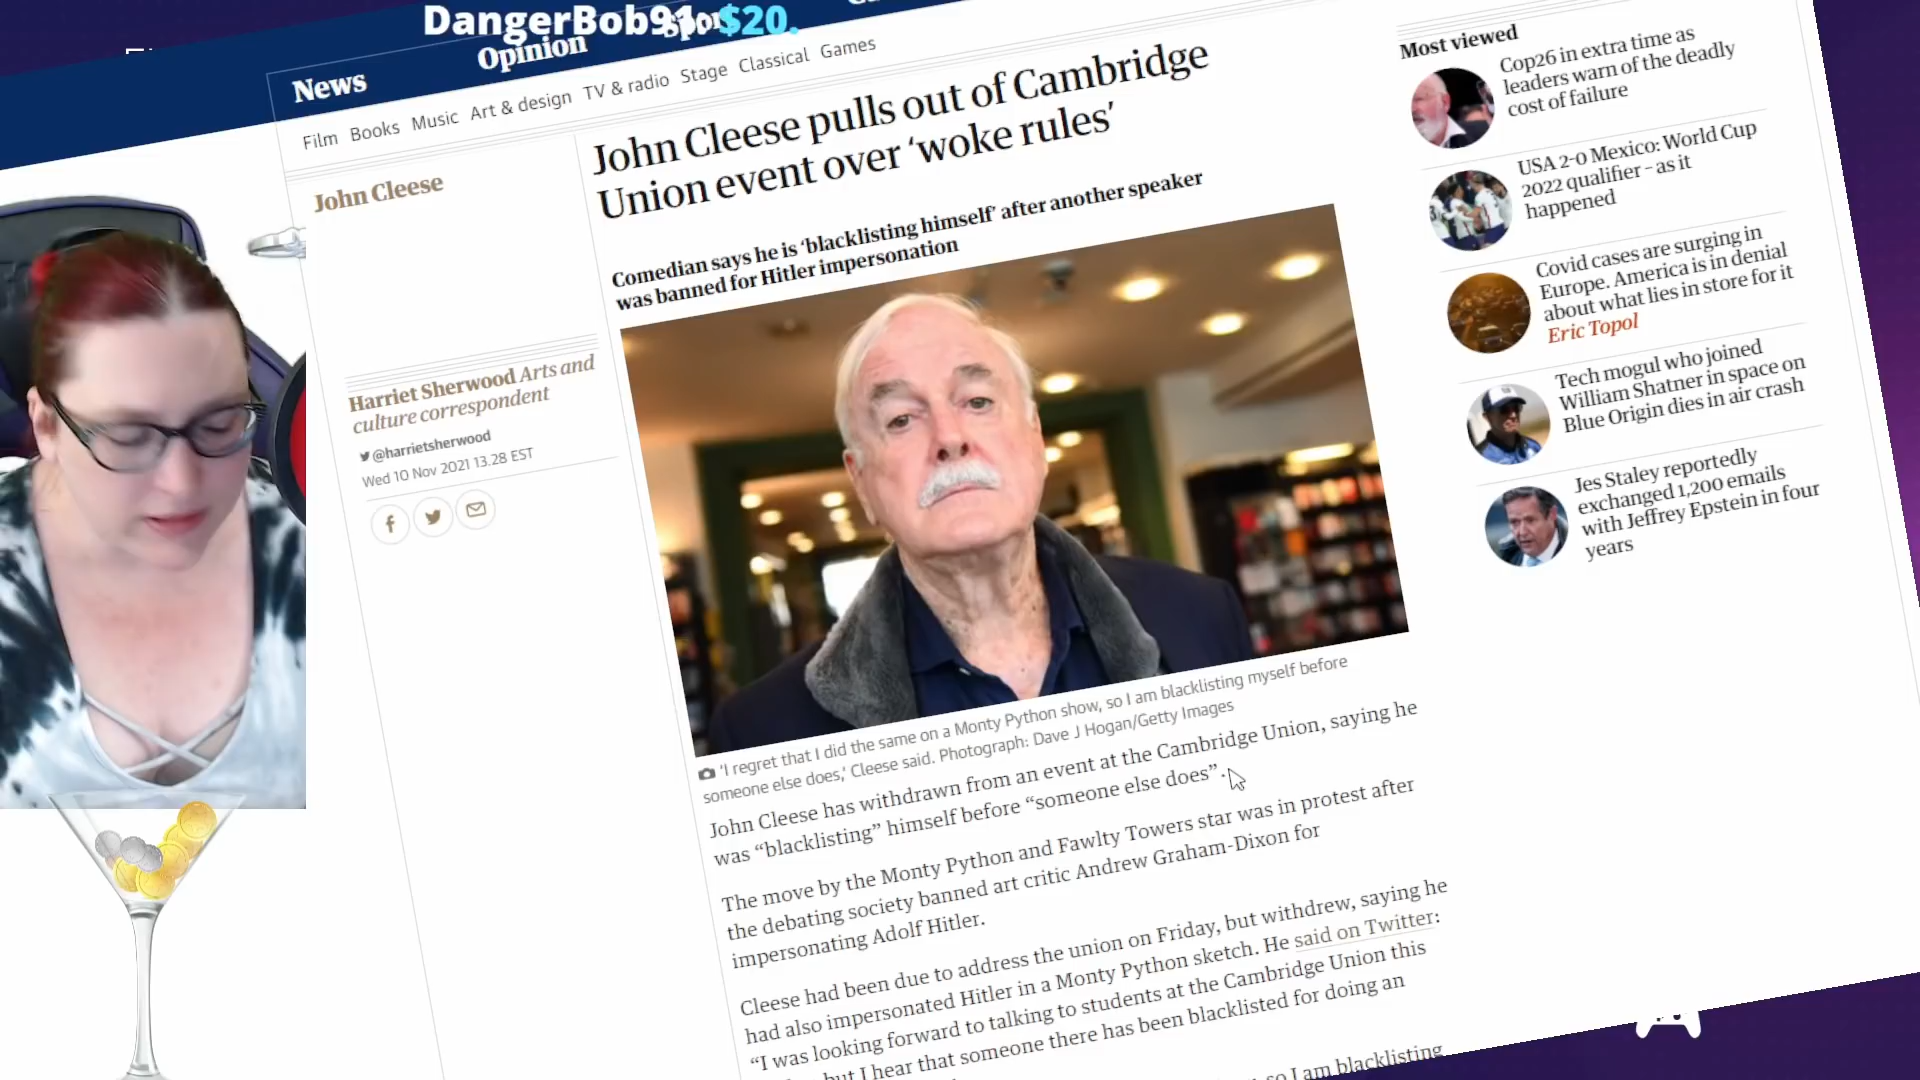 DangerBob91: $20.
News
Opinion
Film Books Music Art & design TV & radio Stage Classical Games
John Cleese
John Cleese pulls out of Cambridge
Union event over ‘woke rules’
Comedian says he is ‘blacklisting himself’ after another speaker
was banned for Hitler impersonation
Harriet Sherwood Arts and
culture correspondent
@harrietsherwood
Wed 10 Nov 2021 13.28 EST
'I regret that I did the same on a Monty Python show, so I am blacklisting myself before
someone else does,' Cleese said. Photograph: Dave J Hogan/Getty Images
John Cleese has withdrawn from an event at the Cambridge Union, saying he
was “blacklisting” himself before “someone else does”.
The move by the Monty Python and Fawlty Towers star was in protest after
the debating society banned art critic Andrew Graham-Dixon for
impersonating Adolf Hitler.
Cleese had been due to address the union on Friday, but withdrew, saying he
had also impersonated Hitler in a Monty Python sketch. He said on Twitter:
“I was looking forward to talking to students at the Cambridge Union this
but I hear that someone there has been blacklisted for doing an
so I am blacklisting
Most viewed
Cop26 in extra time as
leaders warn of the deadly
cost of failure
USA 2-0 Mexico: World Cup
2022 qualifier – as it
happened
Covid cases are surging in
Europe. America is in denial
about what lies in store for it
Eric Topol
Tech mogul who joined
William Shatner in space on
Blue Origin dies in air crash
Jes Staley reportedly
exchanged 1,200 emails
with Jeffrey Epstein in four
years